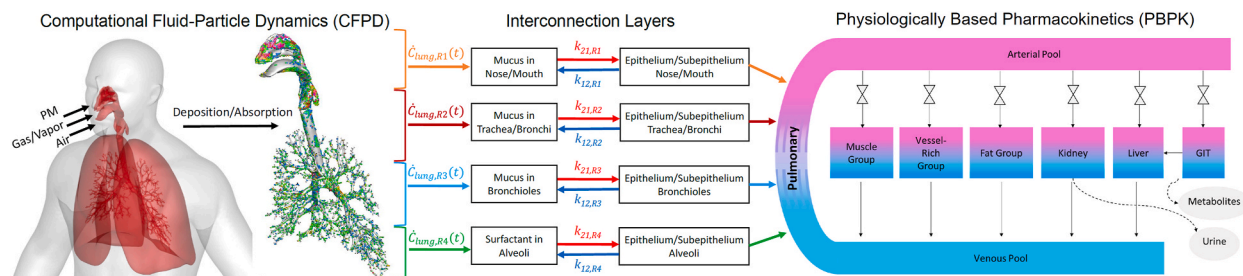 Computational Fluid-Particle Dynamics (CFPD)
Interconnection Layers
Physiologically Based Pharmacokinetics (PBPK)
PM
Gas/Vapor
Air
Deposition/Absorption
Ċlung,R1(t)
Mucus in
Nose/Mouth
k21,R1
k12,R1
Epithelium/Subepithelium
Nose/Mouth
Ċlung,R2(t)
Mucus in
Trachea/Bronchi
k21,R2
k12,R2
Epithelium/Subepithelium
Trachea/Bronchi
Ċlung,R3(t)
Mucus in
Bronchioles
k21,R3
k12,R3
Epithelium/Subepithelium
Bronchioles
Ċlung,R4(t)
Surfactant in
Alveoli
k21,R4
k12,R4
Epithelium/Subepithelium
Alveoli
Pulmonary
Arterial Pool
Muscle
Group
Vessel-
Rich
Group
Fat Group
Kidney
Liver
GIT
Metabolites
Urine
Venous Pool